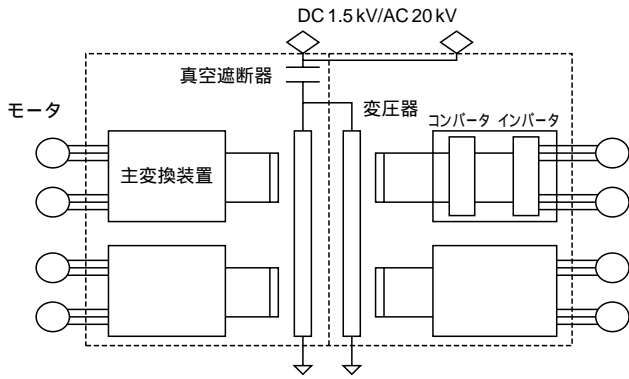 DC 1.5 kV/AC 20 kV
真空遮断器
モータ
変圧器
コンバータ インバータ
主変換装置